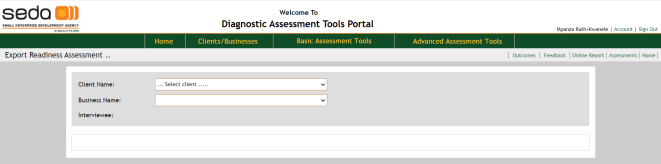 seda
SMALL ENTERPRISE DEVELOPMENT AGENCY
Welcome To
Diagnostic Assessment Tools Portal
Mpanza Ruth+Kwanele | Account | Sign Out
Home Clients/Businesses Basic Assessment Tools Advanced Assessment Tools
Export Readiness Assessment ..
| Outcomes | Feedback | Online Report | Assessments | Home |
Client Name: ... Select client .....
Business Name:
Interviewee: